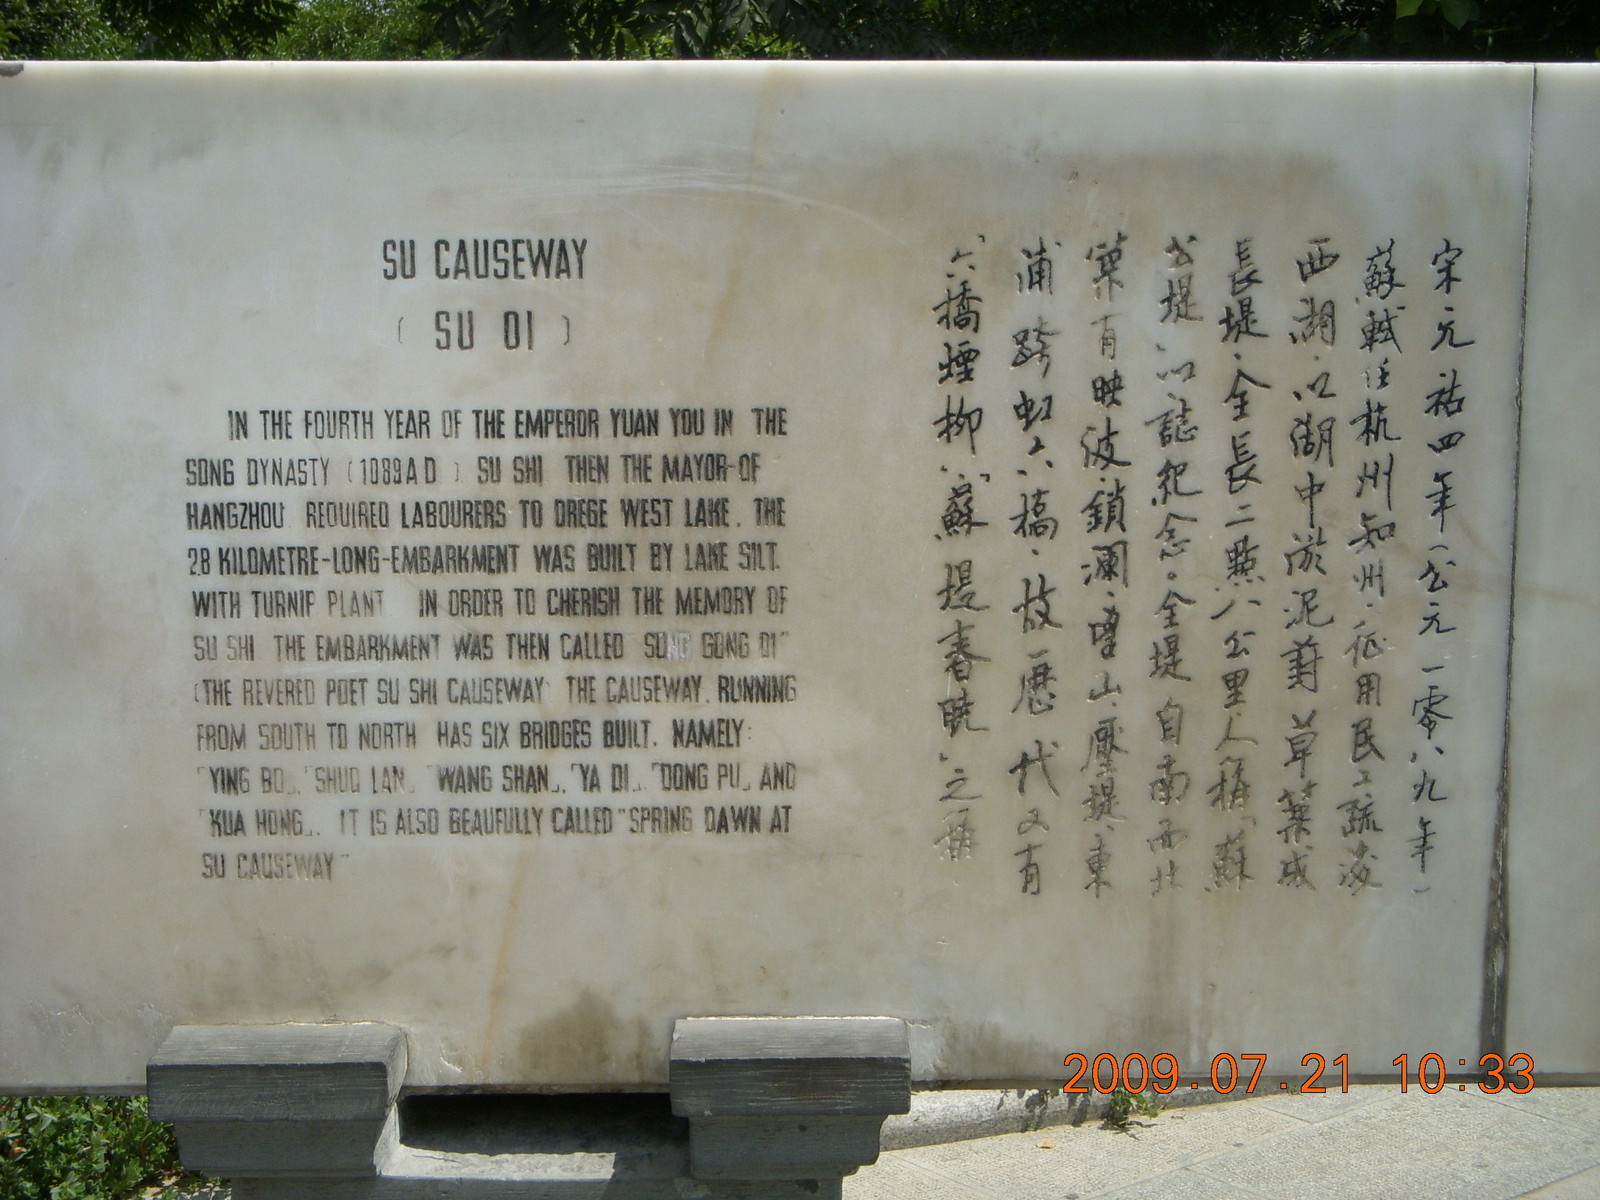 SU CAUSEWAY
( SU DI )
IN THE FOURTH YEAR OF THE EMPEROR YUAN YOU IN THE
SONG DYNASTY (1089A D ) SU SHI THEN THE MAYOR-OF
HANGZHOU REQUIRED LABOURERS TO DREGE WEST LAKE. THE
2.8 KILOMETRE-LONG-EMBARKMENT WAS BUILT BY LAKE SILT.
WITH TURNIP PLANT IN ORDER TO CHERISH THE MEMORY OF
SU SHI THE EMBARKMENT WAS THEN CALLED SU GONG DI"
(THE REVERED POET SU SHI CAUSEWAY) THE CAUSEWAY. RUNNING
FROM SOUTH TO NORTH HAS SIX BRIDGES BUILT. NAMELY:
「YING BO」.「SHUO LAN」「WANG SHAN」.「YA DI」.「DONG PU」 AND
「KUA HONG」. IT IS ALSO BEAUFULLY CALLED "SPRING DAWN AT
SU CAUSEWAY"
宋·元祐四年(公元一零八九年)
蘇軾任杭州知州·征用民工疏浚
西湖·以湖中淤泥葑草築成
長堤·全長二點八公里人稱「蘇
公堤」以誌紀念。全堤自南而北
築有映波·鎖瀾·望山·壓堤·東
浦 跨虹六橋·故歷代又有
「六橋煙柳」「蘇堤春曉」之稱
2009.07.21 10:33